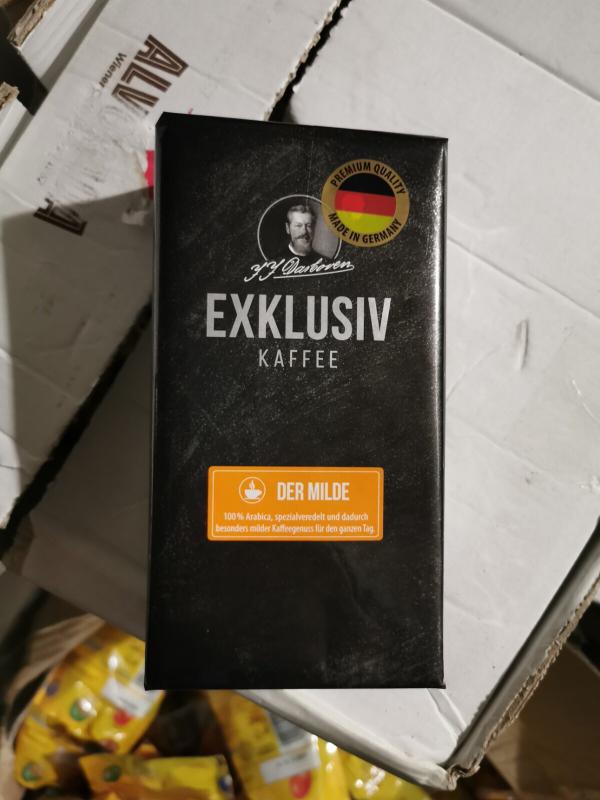 Wiener
PREMIUM QUALITY
MADE IN GERMANY
J.J. Darboven
EXKLUSIV
KAFFEE
DER MILDE
100% Arabica, spezialveredelt und dadurch
besonders milder Kaffeegenuss für den ganzen Tag.